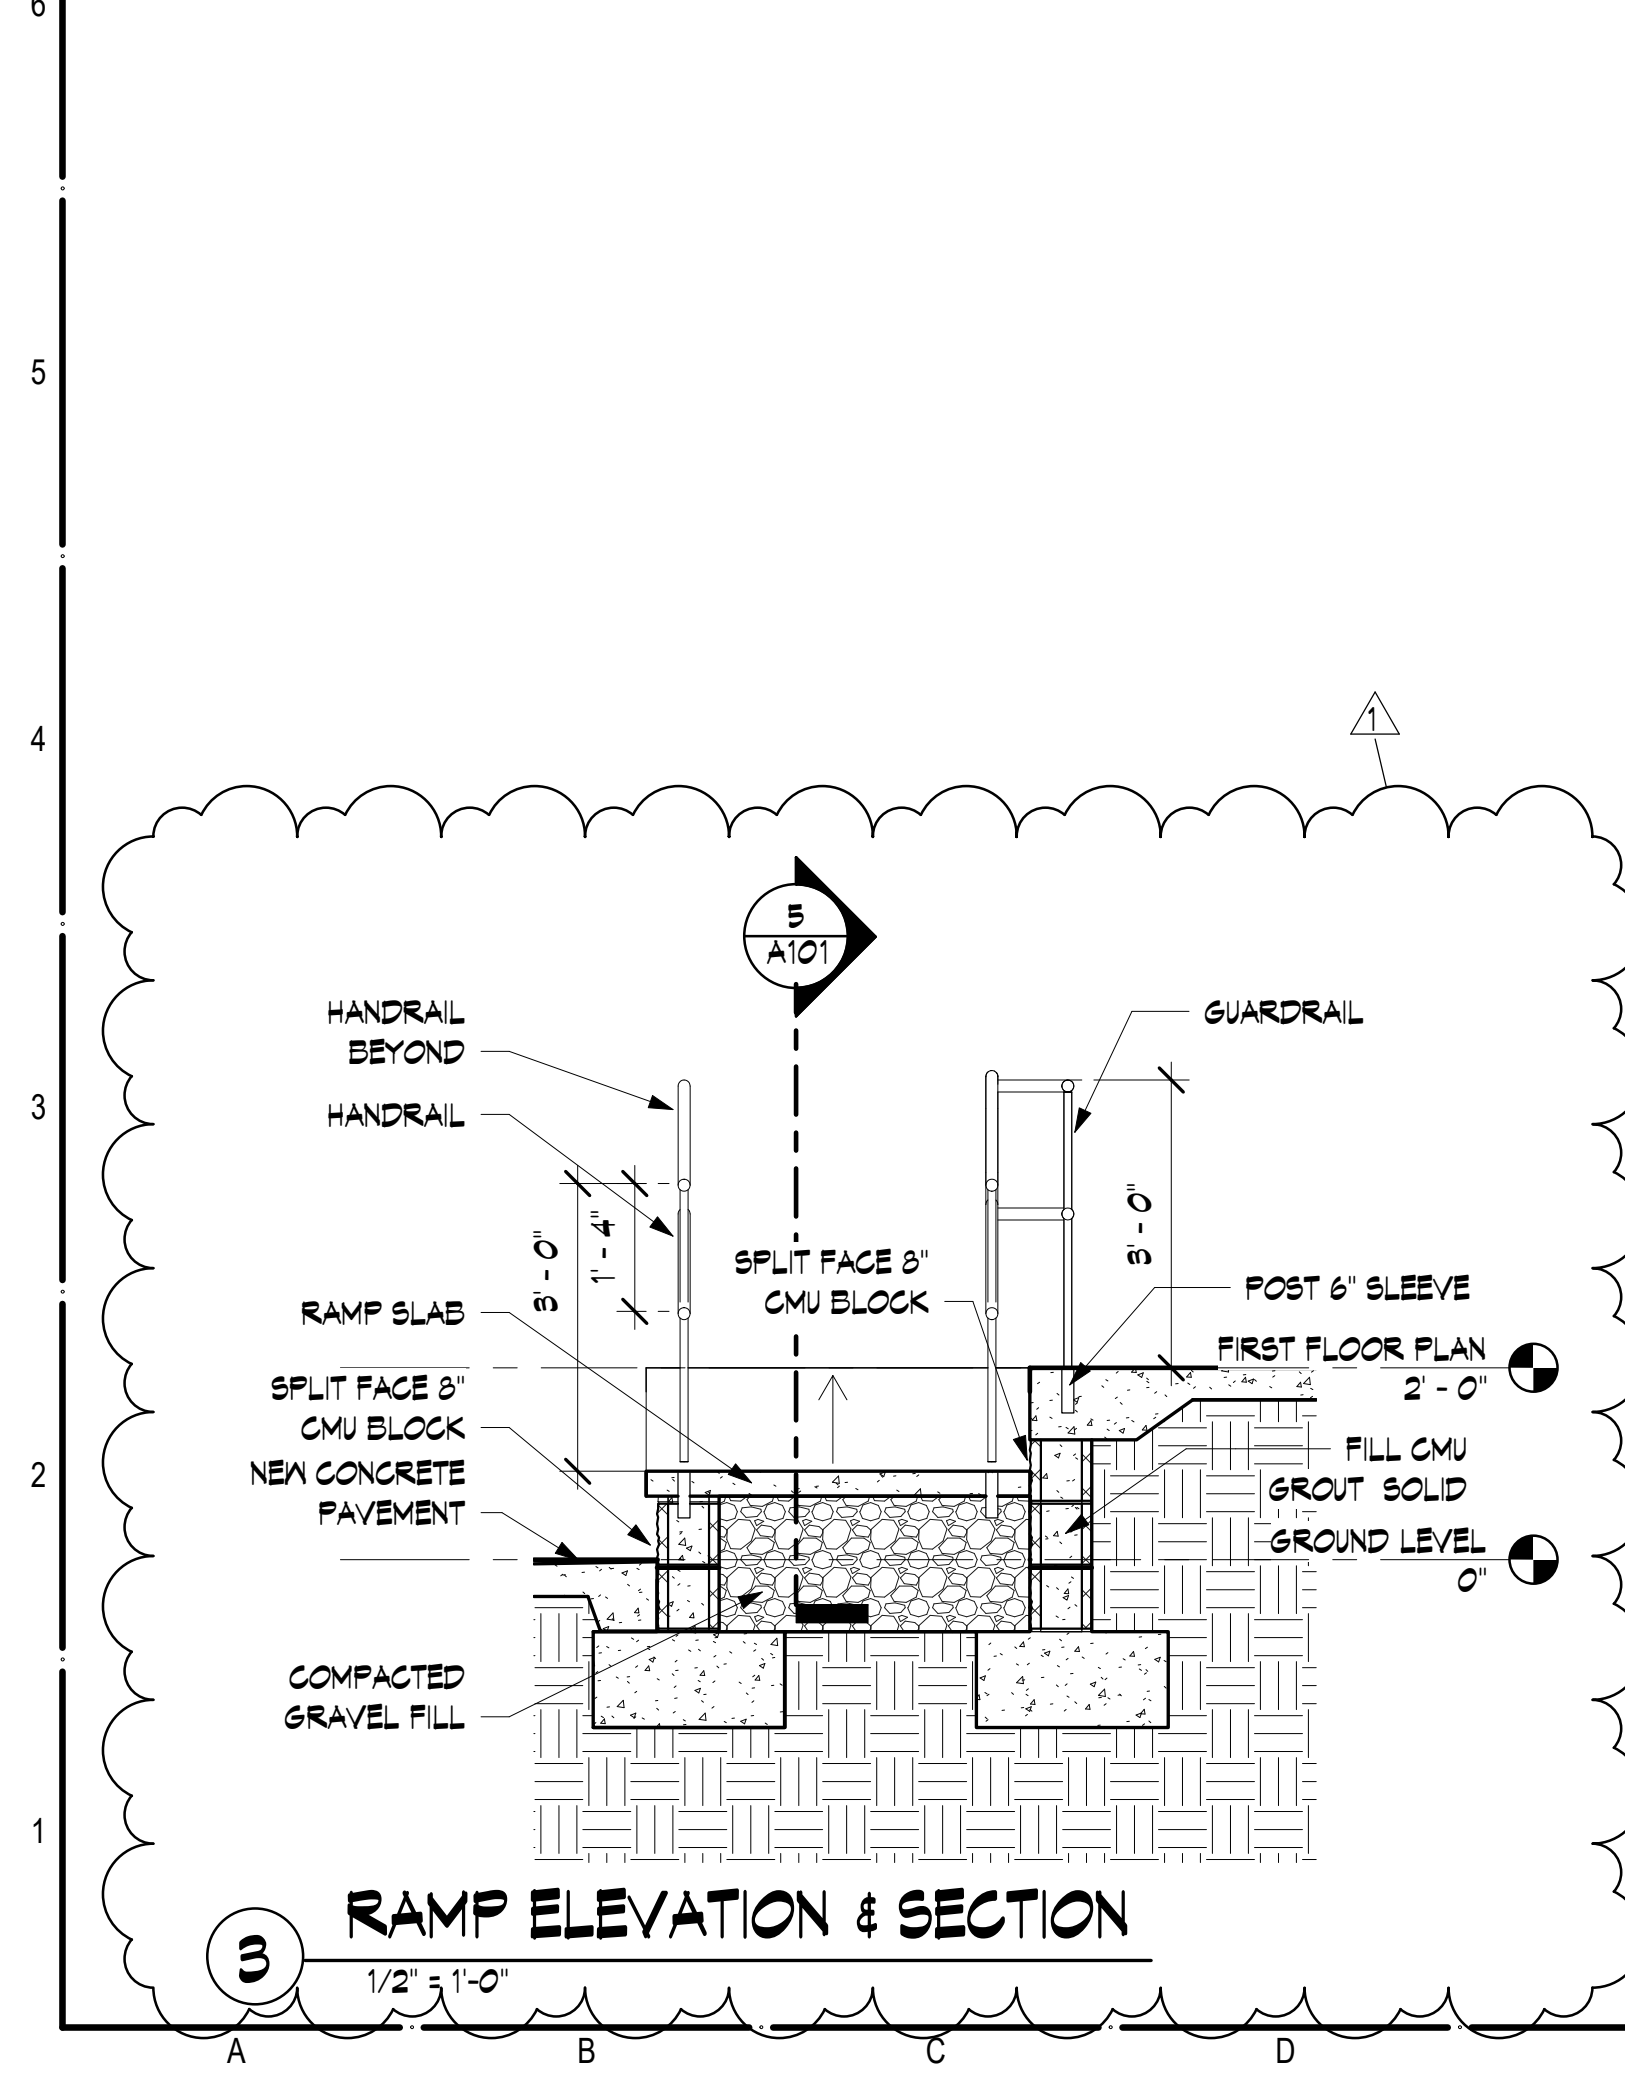 6
5
4
3
2
1
1
5
A101
HANDRAIL
BEYOND
HANDRAIL
GUARDRAIL
3' - 0"
1' - 4"
3' - 0"
SPLIT FACE 8"
CMU BLOCK
POST 6" SLEEVE
RAMP SLAB
FIRST FLOOR PLAN
2' - 0"
SPLIT FACE 8"
CMU BLOCK
FILL CMU
GROUT SOLID
NEW CONCRETE
PAVEMENT
GROUND LEVEL
0"
COMPACTED
GRAVEL FILL
3
RAMP ELEVATION & SECTION
1/2" = 1'-0"
A
B
C
D